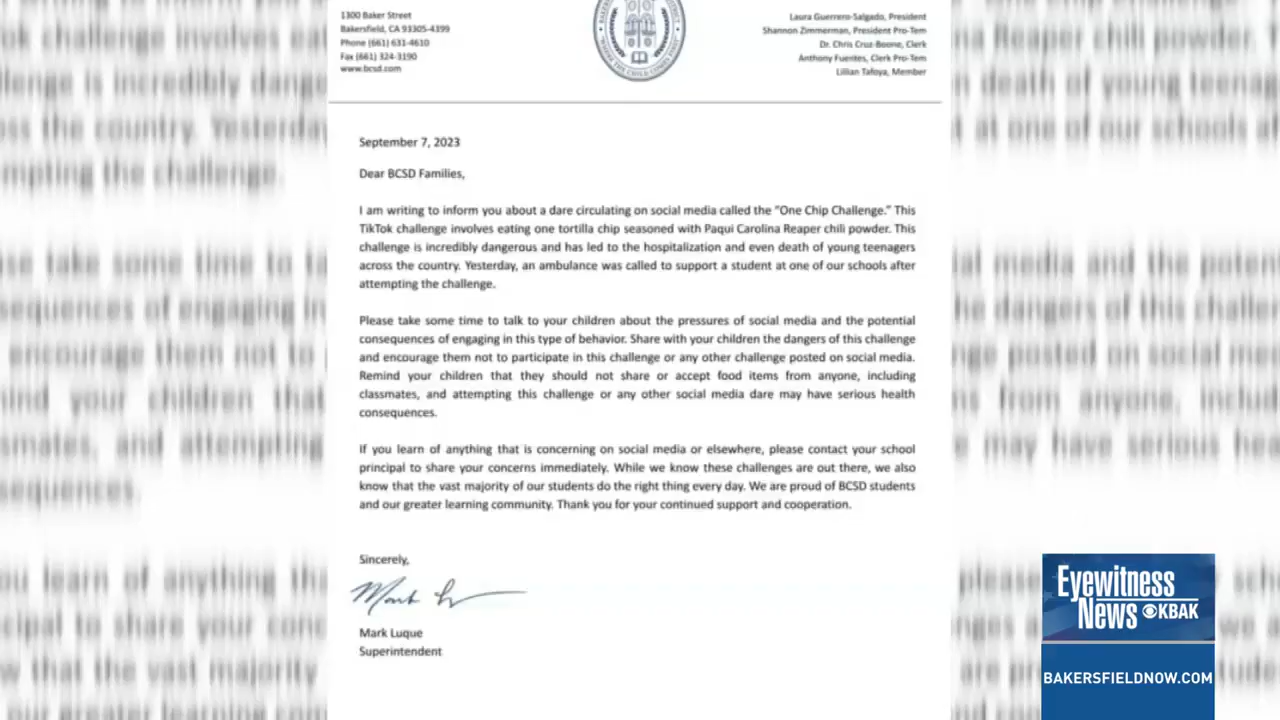 1300 Baker Street
Bakersfield, CA 93305-4399
Phone (661) 631-4610
Fax (661) 324-3190
www.bcsd.com
Laura Guerrero-Salgado, President
Shannon Zimmerman, President Pro-Tem
Dr. Chris Cruz-Boone, Clerk
Anthony Fuentes, Clerk Pro-Tem
Lillian Tafoya, Member
September 7, 2023
Dear BCSD Families,
I am writing to inform you about a dare circulating on social media called the “One Chip Challenge.” This
TikTok challenge involves eating one tortilla chip seasoned with Paqui Carolina Reaper chili powder. This
challenge is incredibly dangerous and has led to the hospitalization and even death of young teenagers
across the country. Yesterday, an ambulance was called to support a student at one of our schools after
attempting the challenge.
Please take some time to talk to your children about the pressures of social media and the potential
consequences of engaging in this type of behavior. Share with your children the dangers of this challenge
and encourage them not to participate in this challenge or any other challenge posted on social media.
Remind your children that they should not share or accept food items from anyone, including
classmates, and attempting this challenge or any other social media dare may have serious health
consequences.
If you learn of anything that is concerning on social media or elsewhere, please contact your school
principal to share your concerns immediately. While we know these challenges are out there, we also
know that the vast majority of our students do the right thing every day. We are proud of BCSD students
and our greater learning community. Thank you for your continued support and cooperation.
Sincerely,
Mark Luque
Superintendent
Eyewitness
News KBAK
BAKERSFIELDNOW.COM